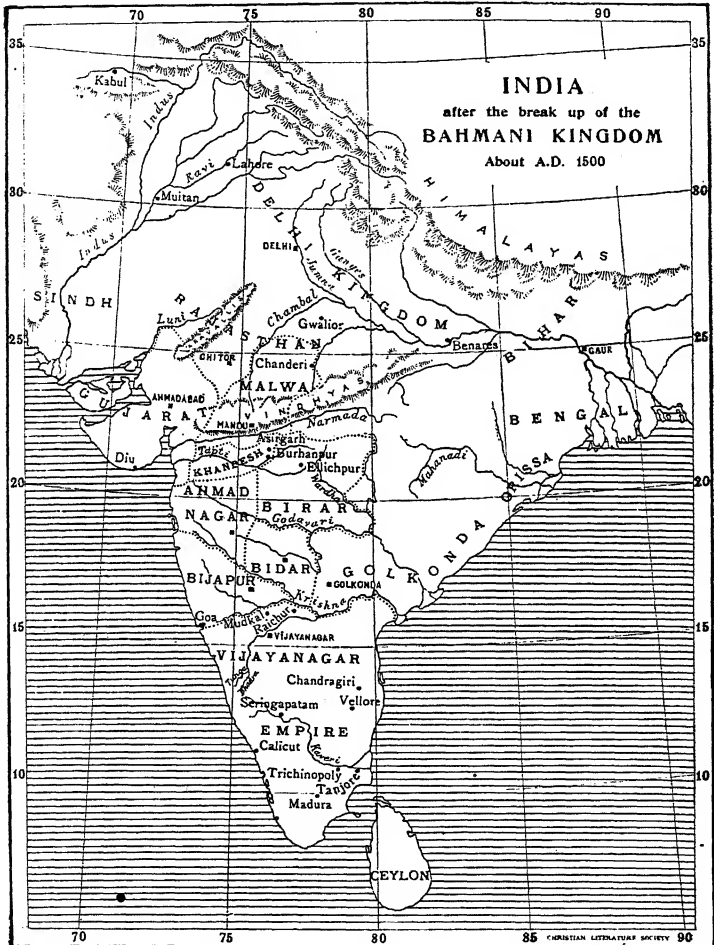 70 75 80 85 90
INDIA
after the break up of the
BAHMANI KINGDOM
About A.D. 1500
35 35
Kabul
Indus
Ravi
Lahore
Multan
30 30
HIMALAYAS
DELHI KINGDOM
DELHI
Jumna
Ganges
Indus
SINDH
RAJASTHAN
Luni
Chambal
Gwalior
Benares
BIHAR
GAUR
25 25
CHITOR
Chanderi
MALWA
AHMADABAD
GUJARAT
VINDHYAS
MANDU
Narmada
BENGAL
Asirgarh
Tapti
Burhanpur
KHANDESH
Ellichpur
Diu
Wardha
Mahanadi
ORISSA
20 20
AHMAD
NAGAR
BIRAR
Godavari
BIDAR
GOLKONDA
GOLKONDA
BIJAPUR
Krishna
Goa
Mudkal
Raichur
15 15
VIJAYANAGAR
VIJAYANAGAR
Chandragiri
Vellore
Seringapatam
EMPIRE
Calicut
Kaveri
10 10
Trichinopoly
Tanjore
Madura
CEYLON
70 75 80 85 90
CHRISTIAN LITERATURE SOCIETY